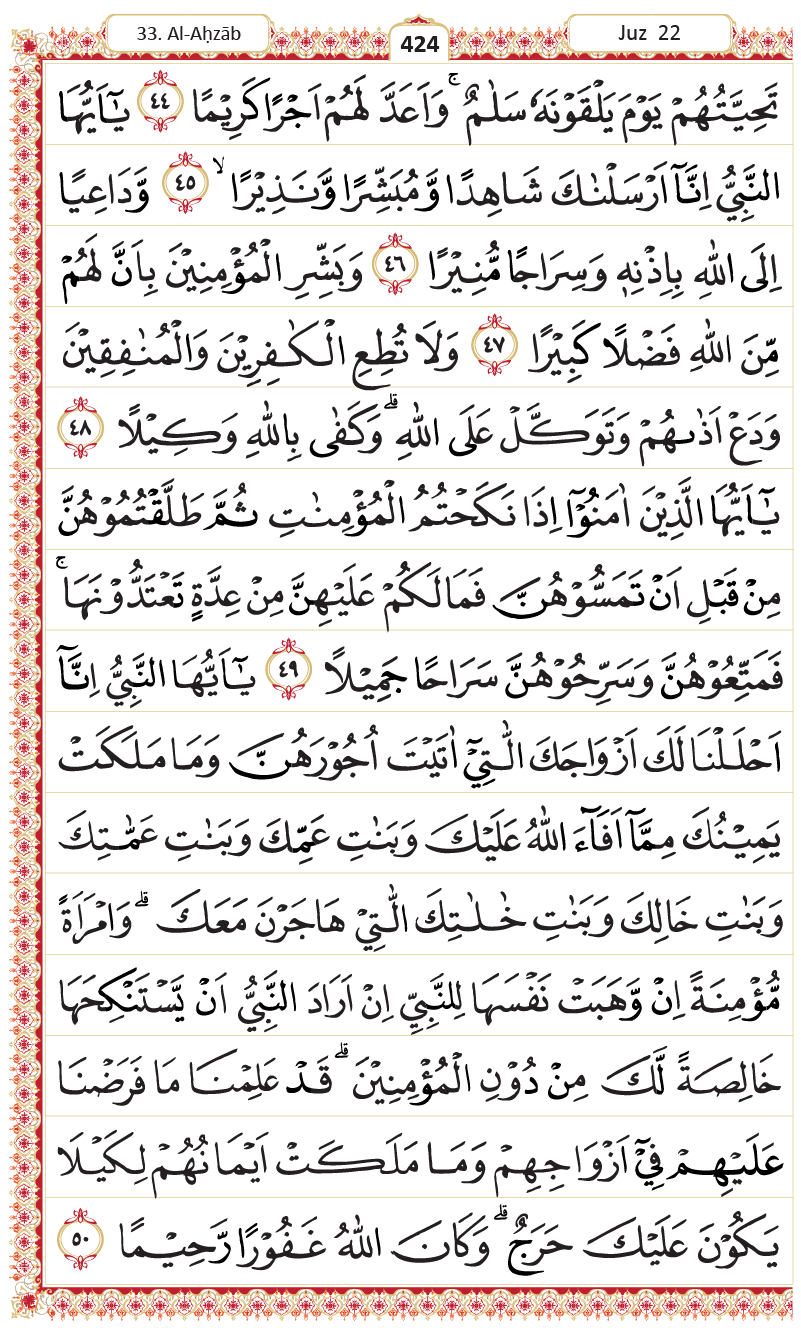 33. Al-Aḥzāb
424
Juz 22
تَحِيَّتُهُمْ يَوْمَ يَلْقَوْنَهٗ سَلٰمٌ ۚ وَاَعَدَّ لَهُمْ اَجْرًا كَرِيْمًا ٤٤ يٰٓاَيُّهَا
النَّبِيُّ اِنَّآ اَرْسَلْنٰكَ شَاهِدًا وَّمُبَشِّرًا وَّنَذِيْرًا ۙ ٤٥ وَّدَاعِيًا
اِلَى اللّٰهِ بِاِذْنِهٖ وَسِرَاجًا مُّنِيْرًا ٤٦ وَبَشِّرِ الْمُؤْمِنِيْنَ بِاَنَّ لَهُمْ
مِّنَ اللّٰهِ فَضْلًا كَبِيْرًا ٤٧ وَلَا تُطِعِ الْكٰفِرِيْنَ وَالْمُنٰفِقِيْنَ
وَدَعْ اَذٰىهُمْ وَتَوَكَّلْ عَلَى اللّٰهِ ۗ وَكَفٰى بِاللّٰهِ وَكِيْلًا ٤٨
يٰٓاَيُّهَا الَّذِيْنَ اٰمَنُوْٓا اِذَا نَكَحْتُمُ الْمُؤْمِنٰتِ ثُمَّ طَلَّقْتُمُوْهُنَّ
مِنْ قَبْلِ اَنْ تَمَسُّوْهُنَّ فَمَا لَكُمْ عَلَيْهِنَّ مِنْ عِدَّةٍ تَعْتَدُّوْنَهَا ۚ
فَمَتِّعُوْهُنَّ وَسَرِّحُوْهُنَّ سَرَاحًا جَمِيْلًا ٤٩ يٰٓاَيُّهَا النَّبِيُّ اِنَّآ
اَحْلَلْنَا لَكَ اَزْوَاجَكَ الّٰتِيْٓ اٰتَيْتَ اُجُوْرَهُنَّ وَمَا مَلَكَتْ
يَمِيْنُكَ مِمَّآ اَفَاۤءَ اللّٰهُ عَلَيْكَ وَبَنٰتِ عَمِّكَ وَبَنٰتِ عَمّٰتِكَ
وَبَنٰتِ خَالِكَ وَبَنٰتِ خٰلٰتِكَ الّٰتِيْ هَاجَرْنَ مَعَكَ ۗ وَامْرَاَةً
مُّؤْمِنَةً اِنْ وَّهَبَتْ نَفْسَهَا لِلنَّبِيِّ اِنْ اَرَادَ النَّبِيُّ اَنْ يَّسْتَنْكِحَهَا
خَالِصَةً لَّكَ مِنْ دُوْنِ الْمُؤْمِنِيْنَ ۗ قَدْ عَلِمْنَا مَا فَرَضْنَا
عَلَيْهِمْ فِيْٓ اَزْوَاجِهِمْ وَمَا مَلَكَتْ اَيْمَانُهُمْ لِكَيْلَا
يَكُوْنَ عَلَيْكَ حَرَجٌ ۗ وَكَانَ اللّٰهُ غَفُوْرًا رَّحِيْمًا ٥٠